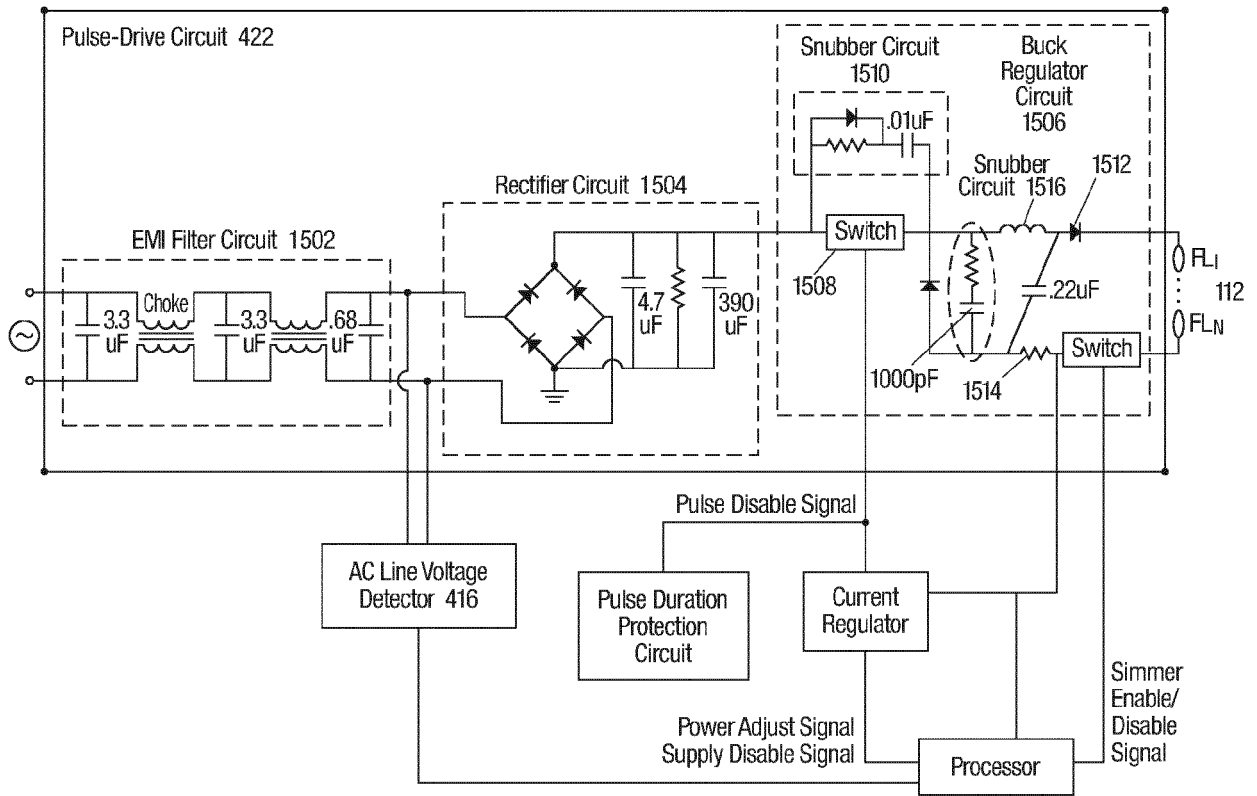 Pulse-Drive Circuit 422
Snubber Circuit
1510
Buck
Regulator
Circuit
1506
.01uF
Snubber
Circuit 1516
1512
Rectifier Circuit 1504
EMI Filter Circuit 1502
Switch
1508
Choke
3.3
uF
3.3
uF
.68
uF
4.7
uF
390
uF
.22uF
FLI
112
FLN
Switch
1000pF
1514
Pulse Disable Signal
AC Line Voltage
Detector 416
Pulse Duration
Protection
Circuit
Current
Regulator
Simmer
Enable/
Disable
Signal
Power Adjust Signal
Supply Disable Signal
Processor